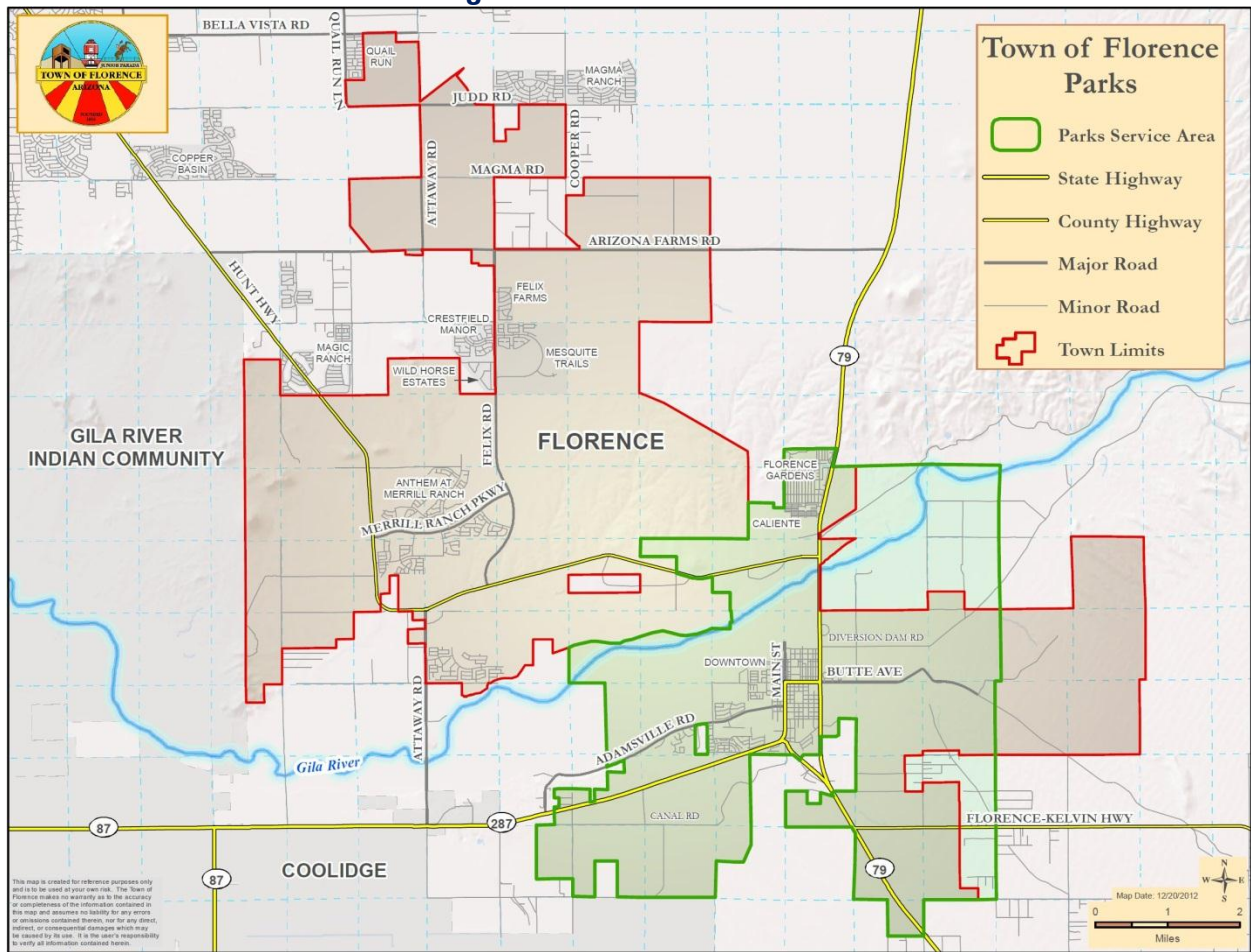 BELLA VISTA RD
QUAIL RUN LN
QUAIL
RUN
MAGMA
RANCH
JUDD RD
COPPER
BASIN
ATTAWAY RD
MAGMA RD
COOPER RD
ARIZONA FARMS RD
HUNT HWY
FELIX
FARMS
CRESTFIELD
MANOR
MAGIC
RANCH
MESQUITE
TRAILS
WILD HORSE
ESTATES
79
GILA RIVER
INDIAN COMMUNITY
FELIX RD
FLORENCE
FLORENCE
GARDENS
ANTHEM AT
MERRILL RANCH
MERRILL RANCH PKWY
CALIENTE
DIVERSION DAM RD
DOWNTOWN
MAIN ST
BUTTE AVE
ATTAWAY RD
ADAMSVILLE RD
Gila River
CANAL RD
FLORENCE-KELVIN HWY
87
287
87
COOLIDGE
79
TOWN OF FLORENCE
ARIZONA
JUNIOR PARADA
Town of Florence
Parks
Parks Service Area
State Highway
County Highway
Major Road
Minor Road
Town Limits
This map is created for reference purposes only
and is to be used at your own risk. The Town of
Florence makes no warranty as to the accuracy
or completeness of the information contained in
this map and assumes no liability for any errors
or omissions contained therein, nor for any direct,
indirect, or consequential damages which may
be caused by its use. It is the user's responsibility
to verify all information contained herein.
N
W E
S
Map Date: 12/20/2012
0 1 2
Miles